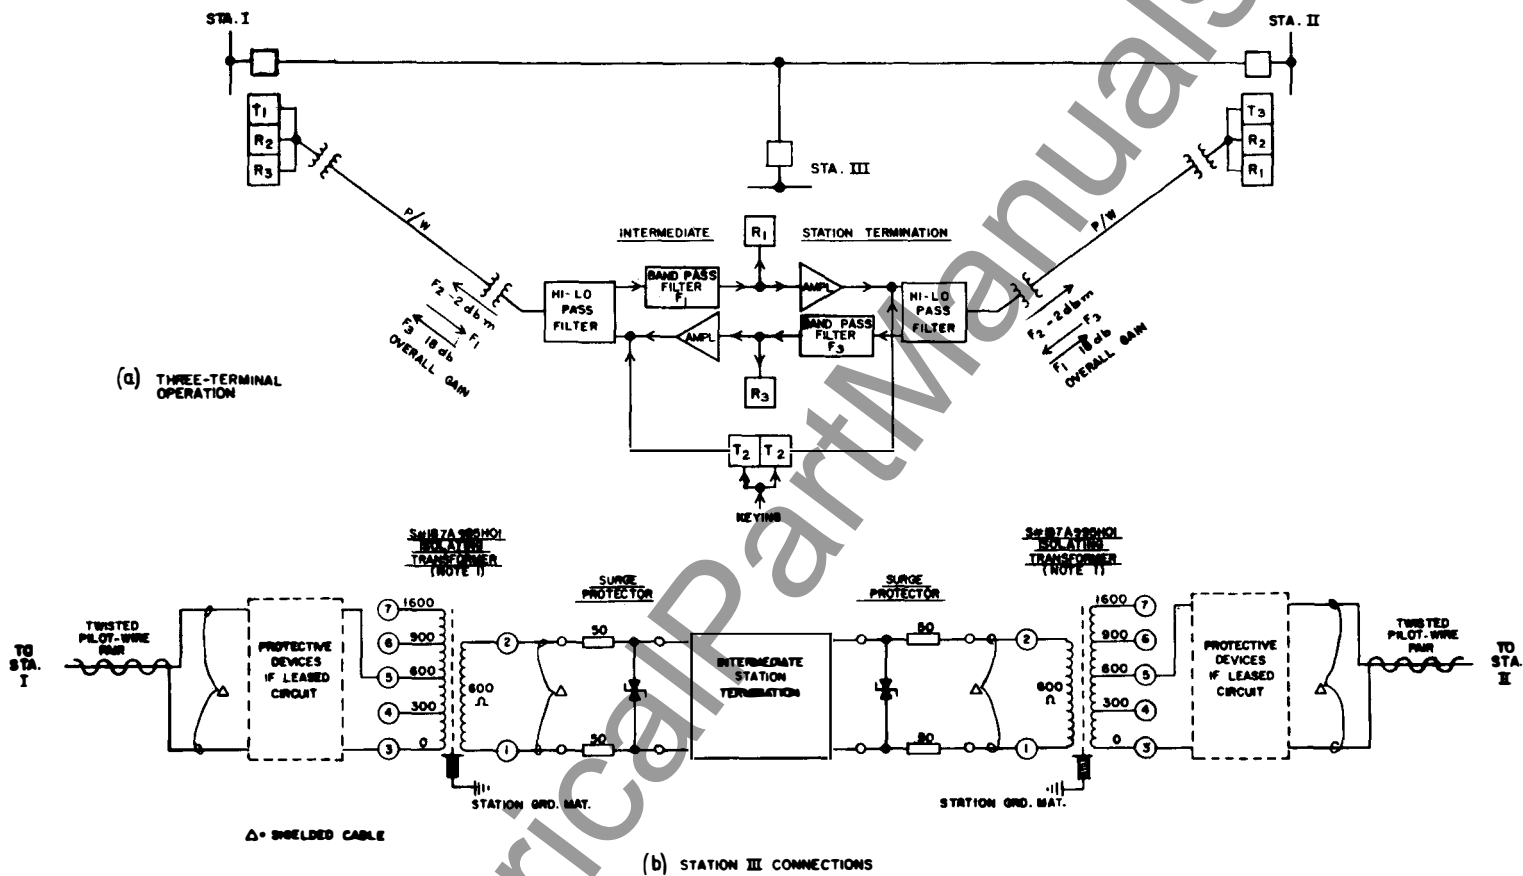 STA. I
STA. II
T1
R2
R3
T3
R2
R1
STA. III
P/W
P/W
INTERMEDIATE
R1
STATION TERMINATION
HI-LO
PASS
FILTER
BAND PASS
FILTER
F1
AMPL
HI-LO
PASS
FILTER
AMPL
BAND PASS
FILTER
F3
R3
F2 -2 dbm
F1
F3 18 db
OVERALL GAIN
F2 -2 dbm
F3
F1 18 db
OVERALL GAIN
(a) THREE-TERMINAL
OPERATION
T2 T2
KEYING
S#187A995H01
ISOLATING
TRANSFORMER
(NOTE 1)
S#187A995H01
ISOLATING
TRANSFORMER
(NOTE 1)
SURGE
PROTECTOR
SURGE
PROTECTOR
TO
STA.
I
TWISTED
PILOT-WIRE
PAIR
PROTECTIVE
DEVICES
IF LEASED
CIRCUIT
7 1600
6 900
5 600
4 300
3 0
600
Ω
2
1
50
50
INTERMEDIATE
STATION
TERMINATION
50
50
2
1
600
Ω
1600 7
900 6
600 5
300 4
0 3
PROTECTIVE
DEVICES
IF LEASED
CIRCUIT
TWISTED
PILOT-WIRE
PAIR
TO
STA.
II
STATION GRD. MAT.
STATION GRD. MAT.
Δ = SHIELDED CABLE
(b) STATION III CONNECTIONS
ricalPartManuals